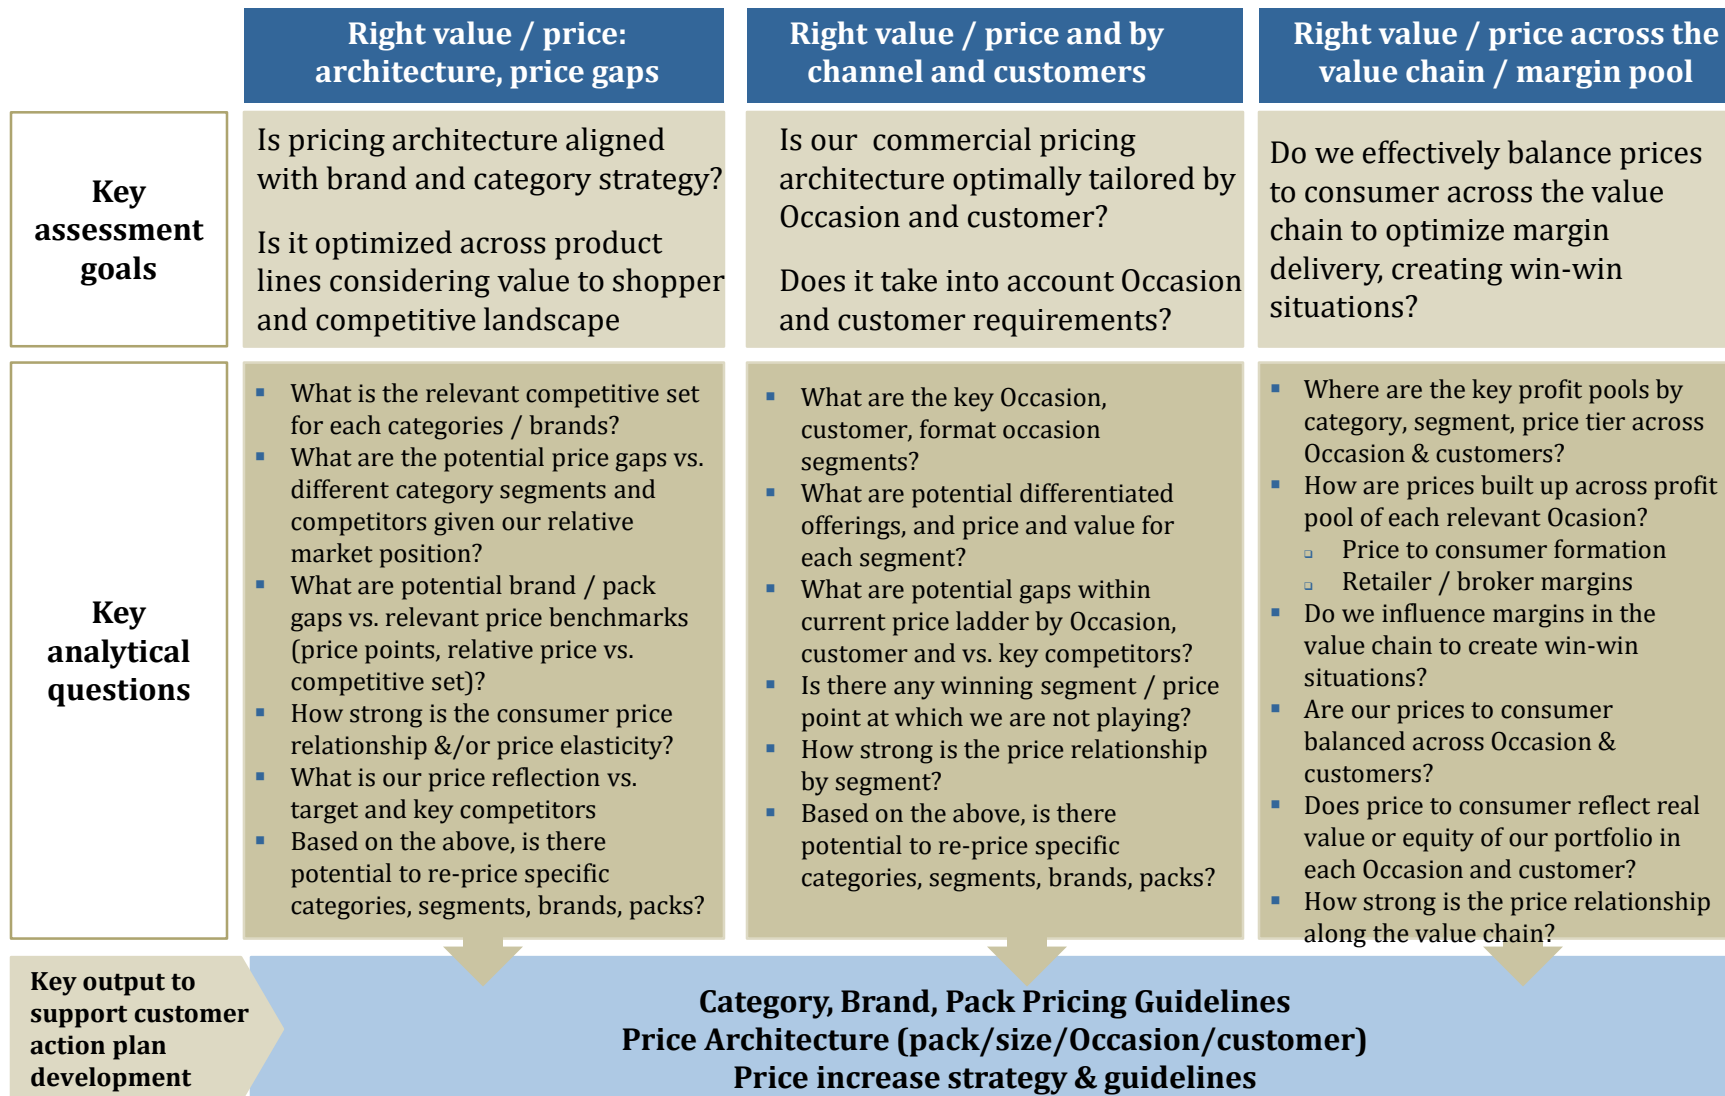 Right value / price:
architecture, price gaps
Right value / price and by
channel and customers
Right value / price across the
value chain / margin pool
Key
assessment
goals
Is pricing architecture aligned
with brand and category strategy?
Is it optimized across product
lines considering value to shopper
and competitive landscape
Is our commercial pricing
architecture optimally tailored by
Occasion and customer?
Does it take into account Occasion
and customer requirements?
Do we effectively balance prices
to consumer across the value
chain to optimize margin
delivery, creating win-win
situations?
Key
analytical
questions
What is the relevant competitive set
for each categories / brands?
What are the potential price gaps vs.
different category segments and
competitors given our relative
market position?
What are potential brand / pack
gaps vs. relevant price benchmarks
(price points, relative price vs.
competitive set)?
How strong is the consumer price
relationship &/or price elasticity?
What is our price reflection vs.
target and key competitors
Based on the above, is there
potential to re-price specific
categories, segments, brands, packs?
What are the key Occasion,
customer, format occasion
segments?
What are potential differentiated
offerings, and price and value for
each segment?
What are potential gaps within
current price ladder by Occasion,
customer and vs. key competitors?
Is there any winning segment / price
point at which we are not playing?
How strong is the price relationship
by segment?
Based on the above, is there
potential to re-price specific
categories, segments, brands, packs?
Where are the key profit pools by
category, segment, price tier across
Occasion & customers?
How are prices built up across profit
pool of each relevant Ocasion?
Price to consumer formation
Retailer / broker margins
Do we influence margins in the
value chain to create win-win
situations?
Are our prices to consumer
balanced across Occasion &
customers?
Does price to consumer reflect real
value or equity of our portfolio in
each Occasion and customer?
How strong is the price relationship
along the value chain?
Key output to
support customer
action plan
development
Category, Brand, Pack Pricing Guidelines
Price Architecture (pack/size/Occasion/customer)
Price increase strategy & guidelines